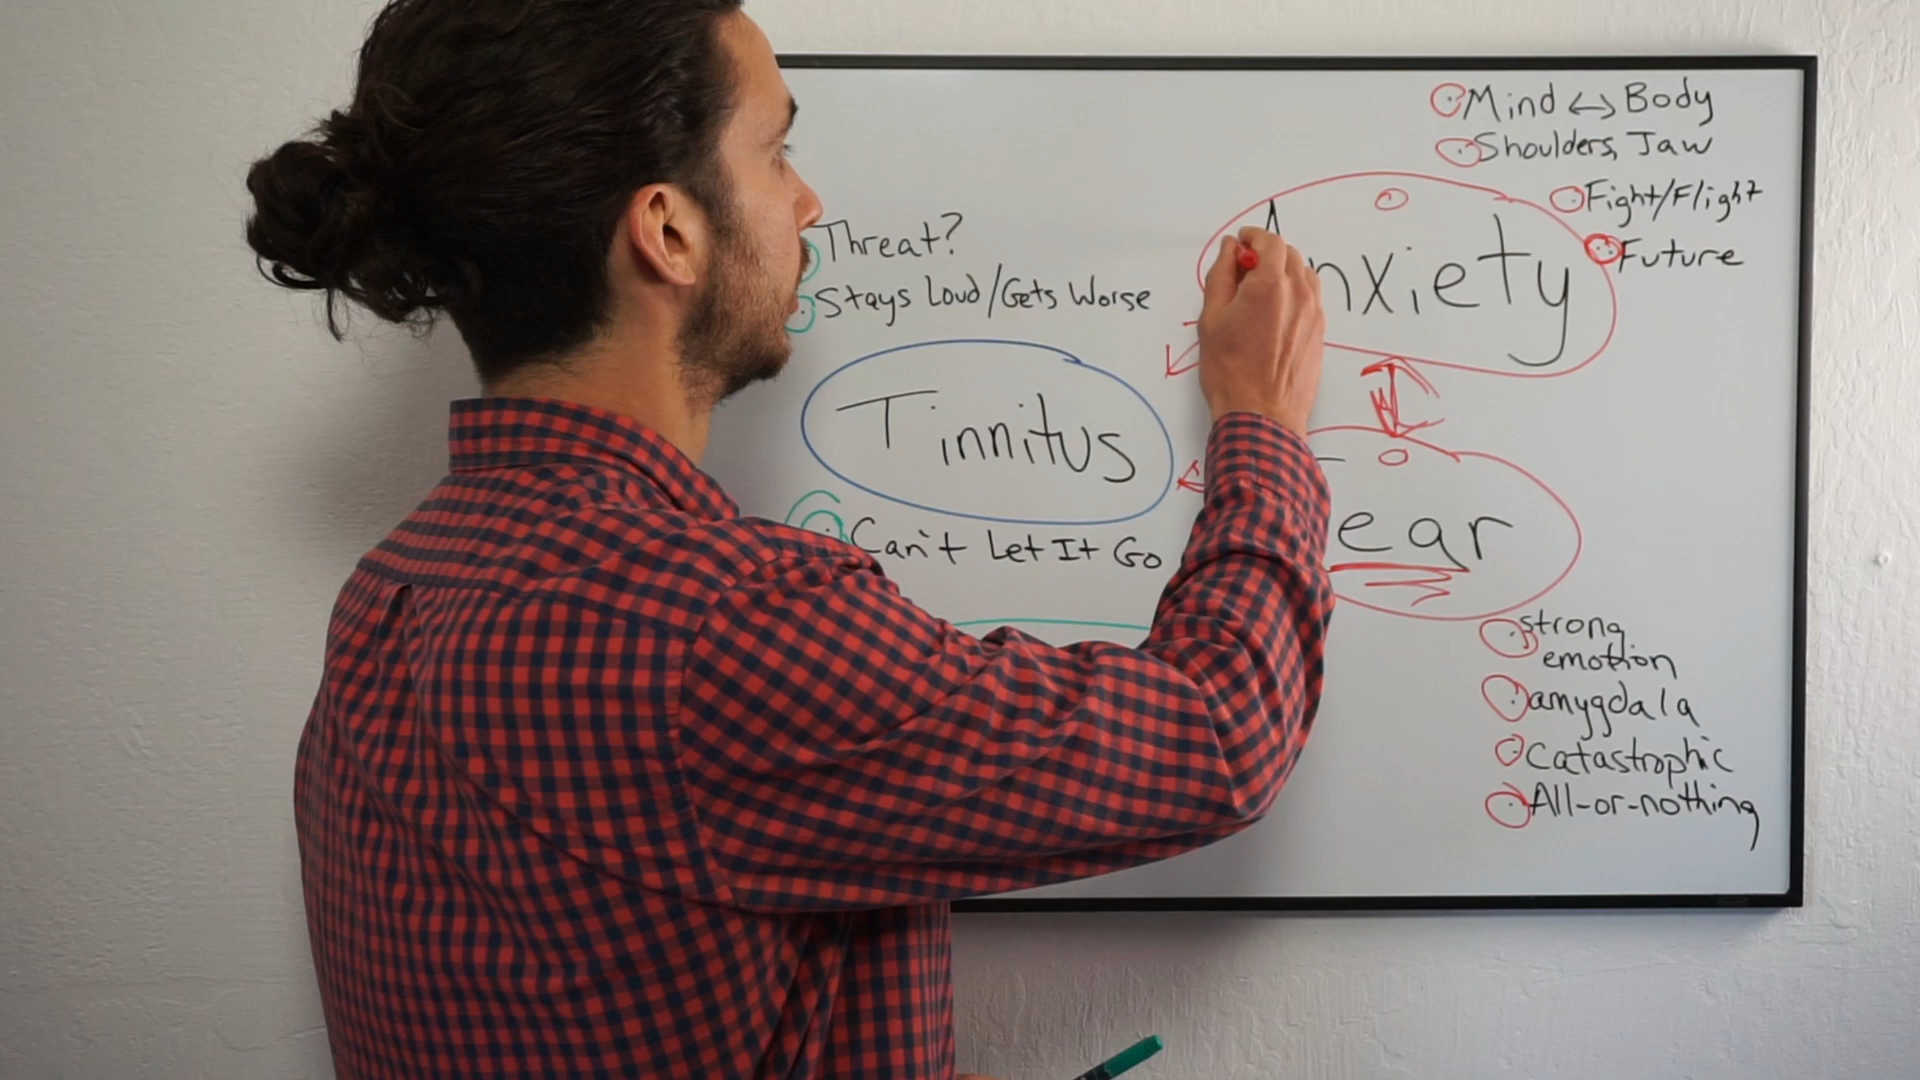 Mind ↔ Body
Shoulders, Jaw
Fight/Flight
Future
Threat?
Stays Loud/Gets Worse
Tinnitus
Can't Let It Go
nxiety
ear
strong
emotion
amygdala
Catastrophic
All-or-nothing